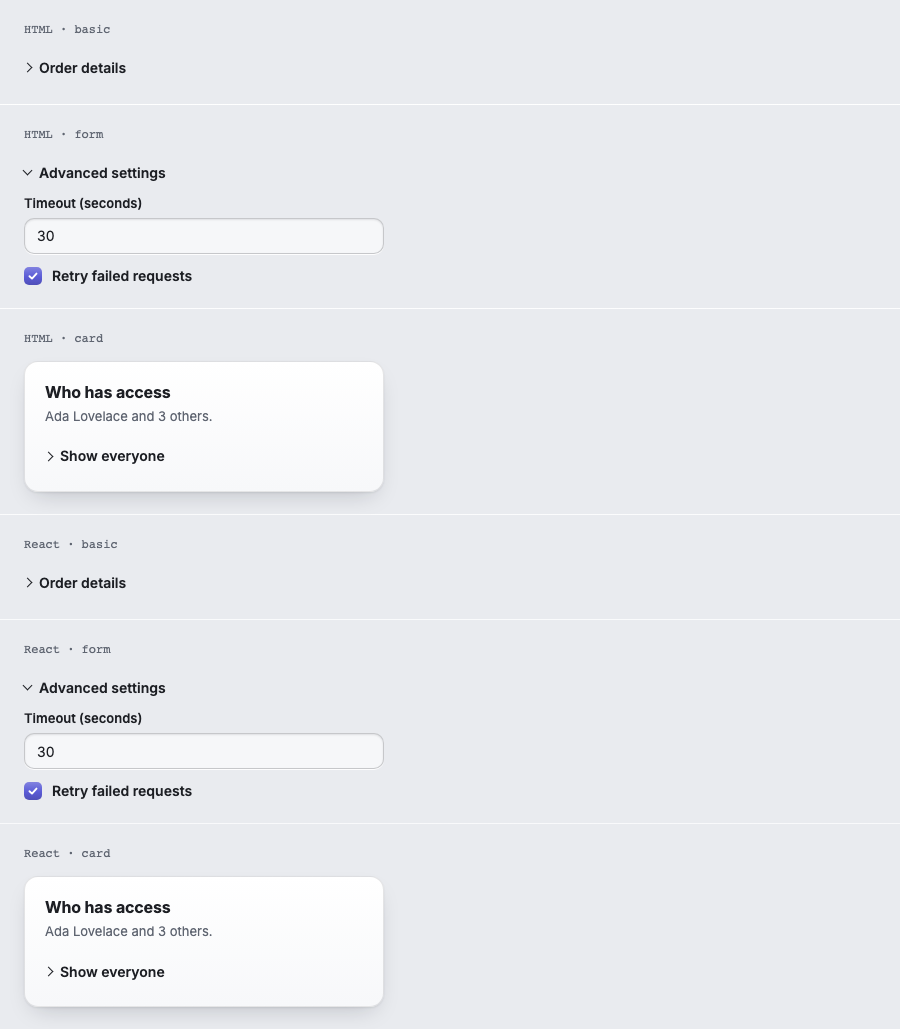 HTML · basic
Order details
HTML · form
Advanced settings
Timeout (seconds)
30
Retry failed requests
HTML · card
Who has access
Ada Lovelace and 3 others.
Show everyone
React · basic
Order details
React · form
Advanced settings
Timeout (seconds)
30
Retry failed requests
React · card
Who has access
Ada Lovelace and 3 others.
Show everyone